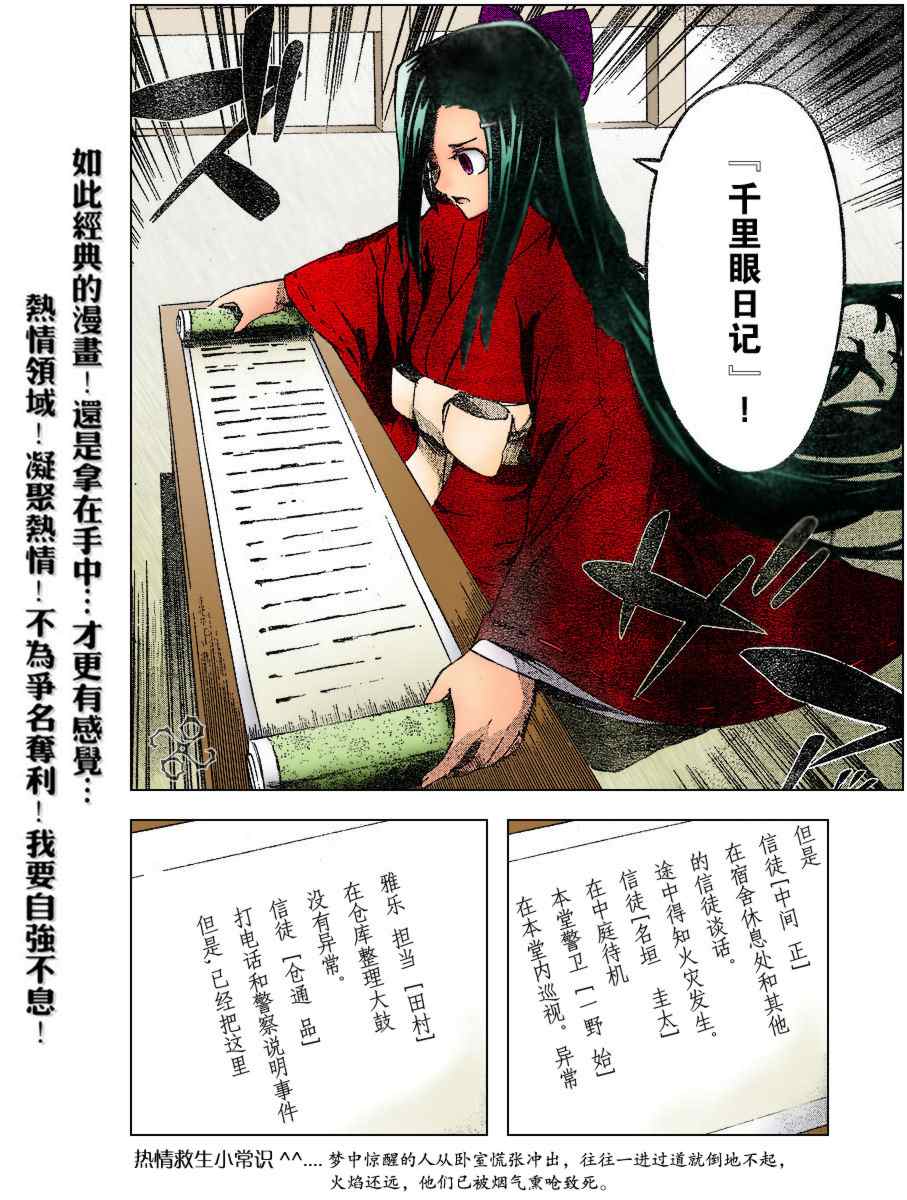 『千里眼日记』！
但是
信徒[中间　正]
在宿舍休息处和其他
的信徒谈话。
途中得知火灾发生。
信徒[名垣　圭太]
在中庭待机
本堂警卫[一野　始]
在本堂内巡视。异常
雅乐　担当　[田村]
在仓库整理大鼓
没有异常。
信徒　[仓通　品]
打电话和警察说明事件
但是．已经把这里
如此經典的漫畫！還是拿在手中…才更有感覺…
熱情領域！凝聚熱情！不為爭名奪利！我要自強不息！
热情救生小常识 ^^.... 梦中惊醒的人从卧室慌张冲出，往往一进过道就倒地不起，
火焰还远，他们已被烟气熏呛致死。